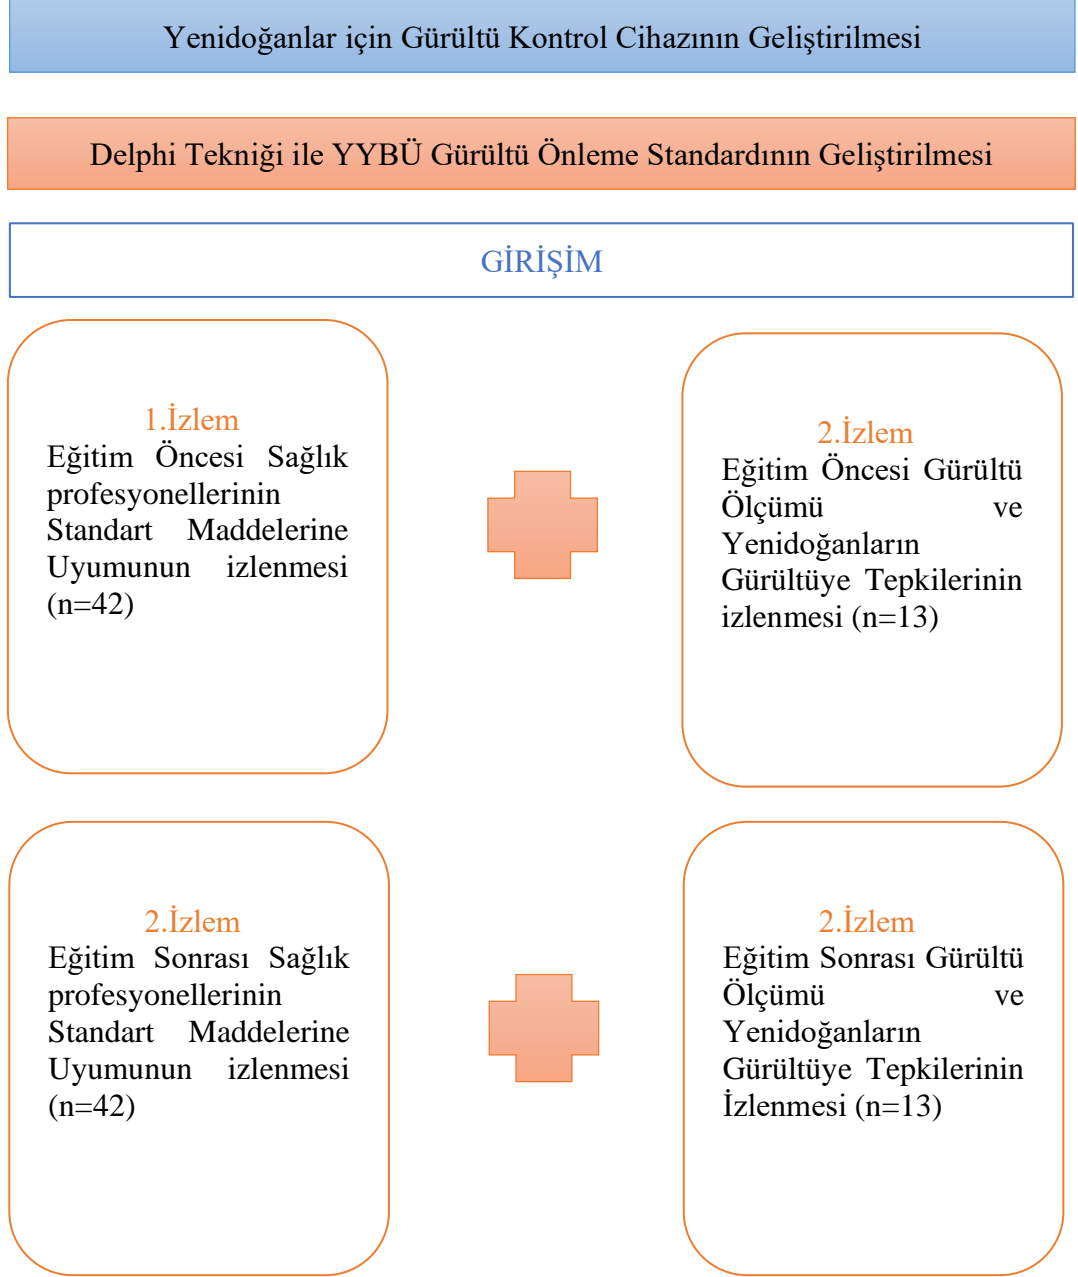 Yenidoğanlar için Gürültü Kontrol Cihazının Geliştirilmesi
Delphi Tekniği ile YYBÜ Gürültü Önleme Standardının Geliştirilmesi
GİRİŞİM
1.İzlem
Eğitim Öncesi Sağlık
profesyonellerinin
Standart Maddelerine
Uyumunun izlenmesi
(n=42)
2.İzlem
Eğitim Öncesi Gürültü
Ölçümü ve
Yenidoğanların
Gürültüye Tepkilerinin
izlenmesi (n=13)
2.İzlem
Eğitim Sonrası Sağlık
profesyonellerinin
Standart Maddelerine
Uyumunun izlenmesi
(n=42)
2.İzlem
Eğitim Sonrası Gürültü
Ölçümü ve
Yenidoğanların
Gürültüye Tepkilerinin
İzlenmesi (n=13)